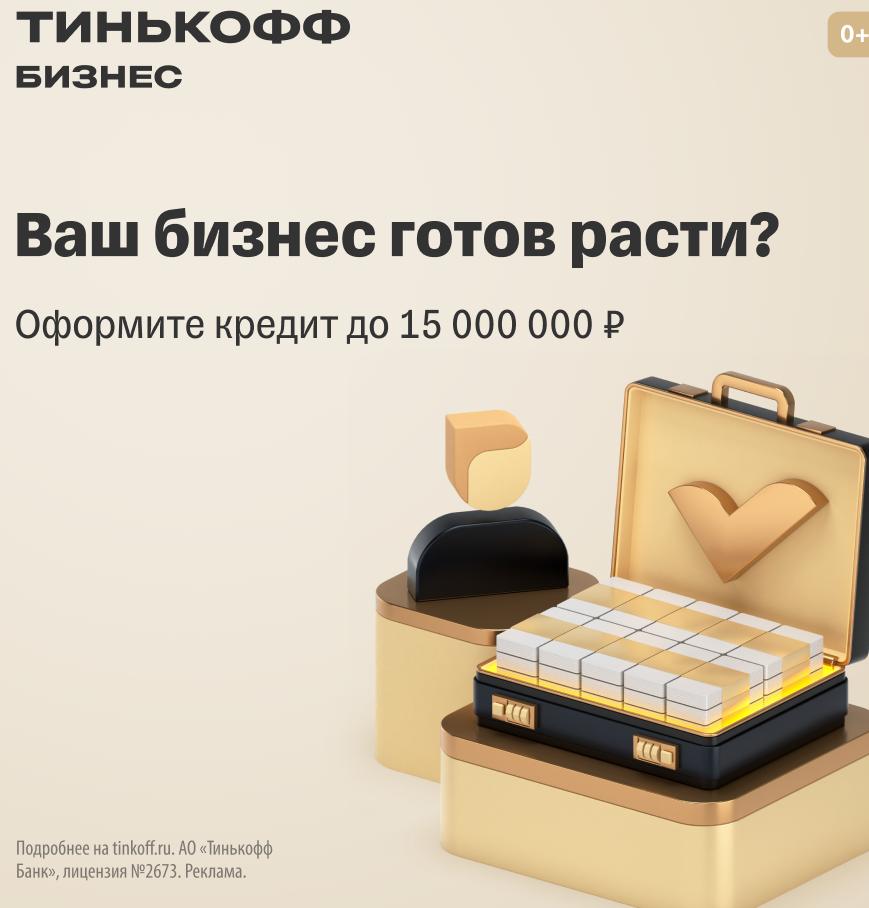 ТИНЬКОФФ
БИЗНЕС
0+
Ваш бизнес готов расти?
Оформите кредит до 15 000 000 ₽
Подробнее на tinkoff.ru. АО «Тинькофф
Банк», лицензия №2673. Реклама.